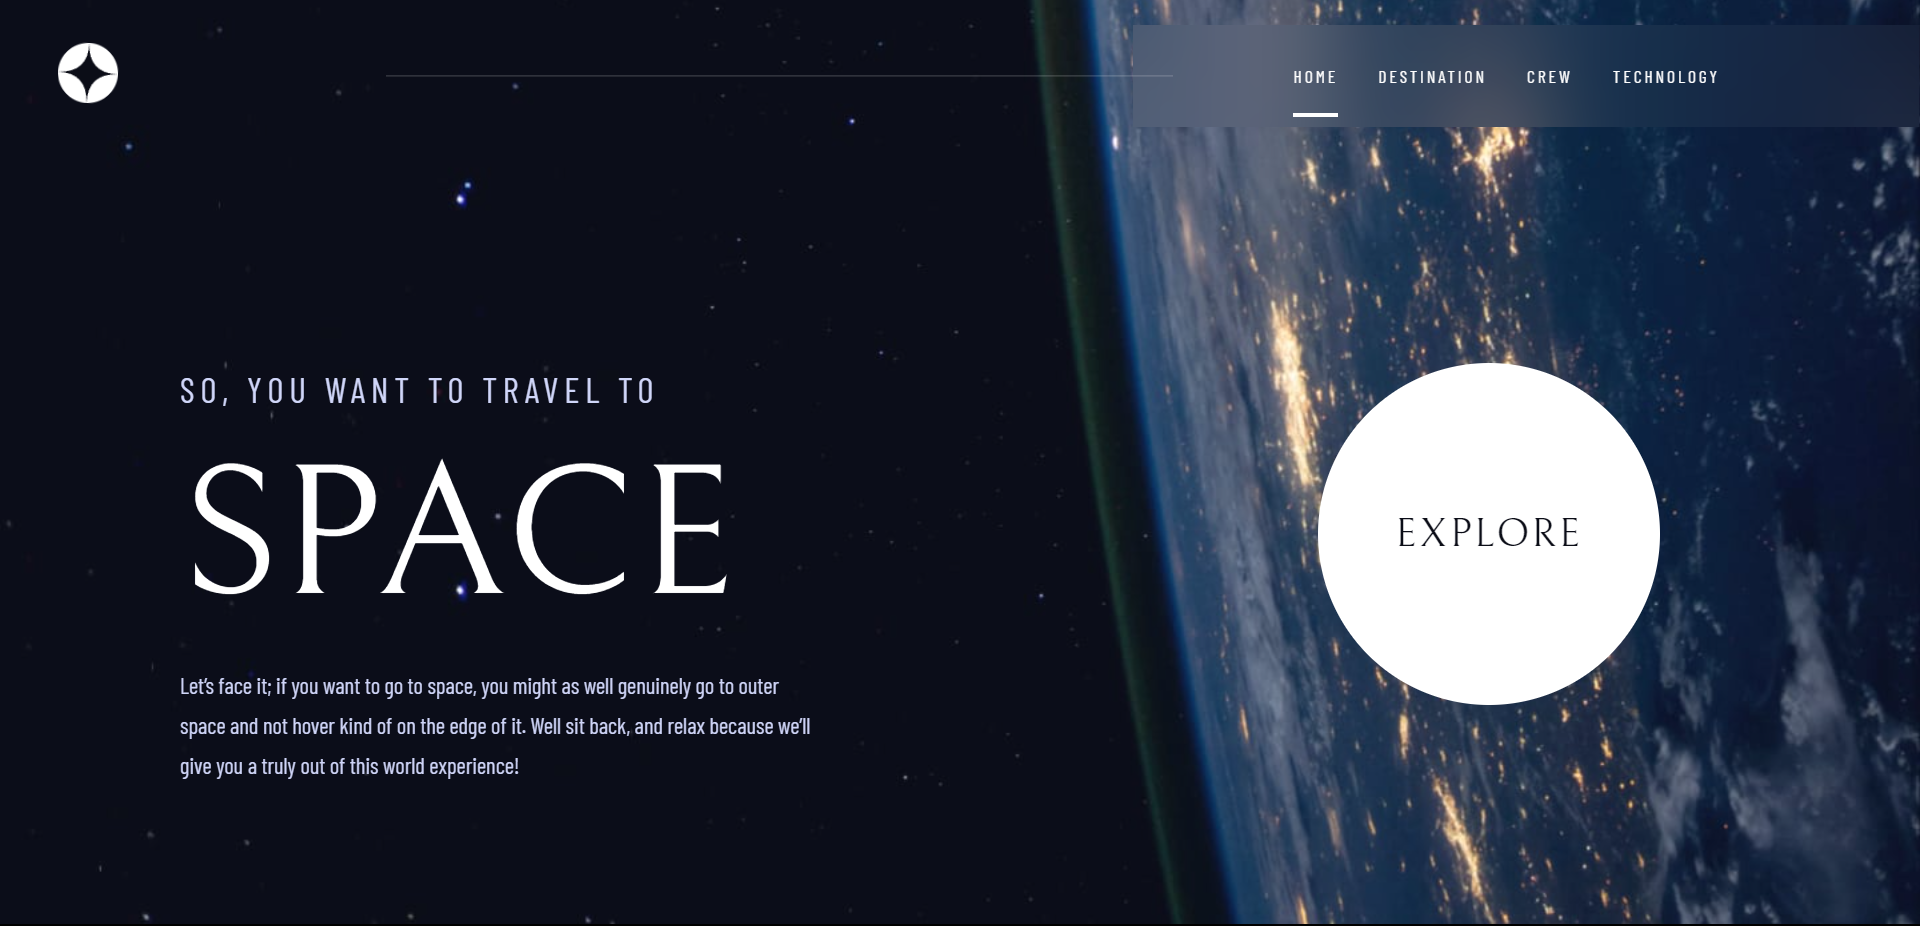 HOME DESTINATION CREW TECHNOLOGY
SO, YOU WANT TO TRAVEL TO
SPACE
Let’s face it; if you want to go to space, you might as well genuinely go to outer
space and not hover kind of on the edge of it. Well sit back, and relax because we’ll
give you a truly out of this world experience!
EXPLORE